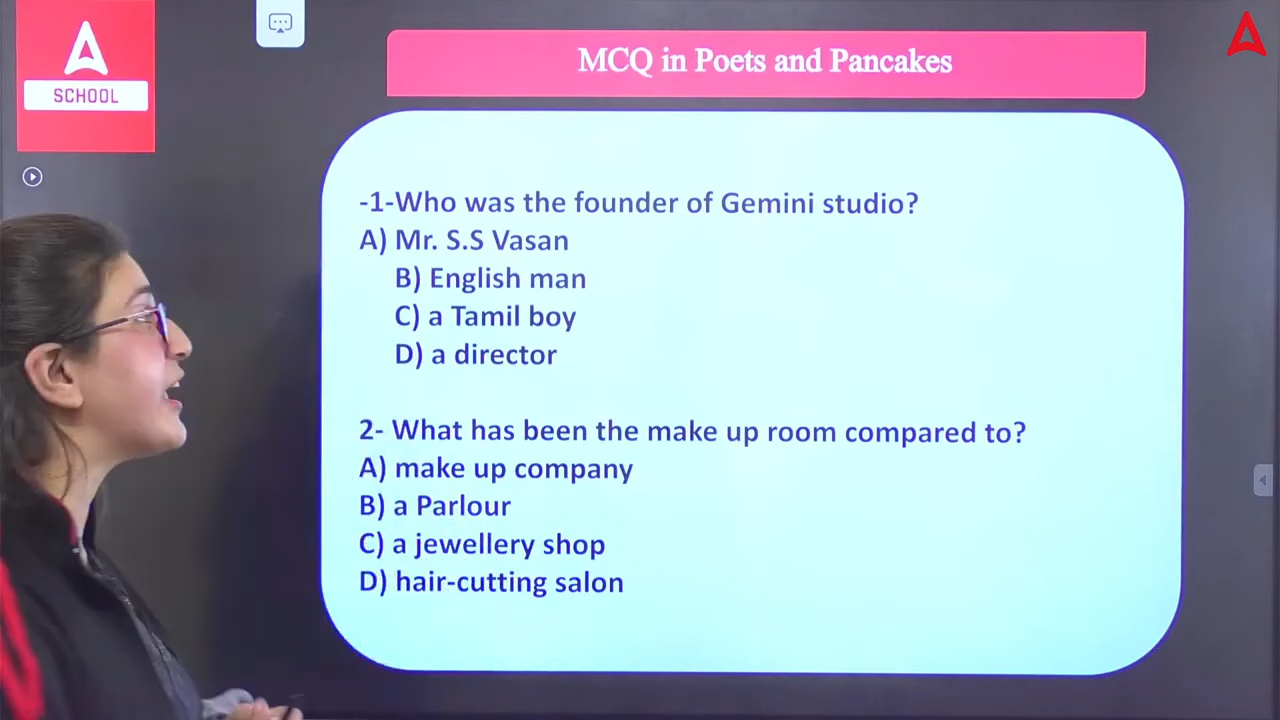 SCHOOL
MCQ in Poets and Pancakes
-1-Who was the founder of Gemini studio?
A) Mr. S.S Vasan
B) English man
C) a Tamil boy
D) a director
2- What has been the make up room compared to?
A) make up company
B) a Parlour
C) a jewellery shop
D) hair-cutting salon